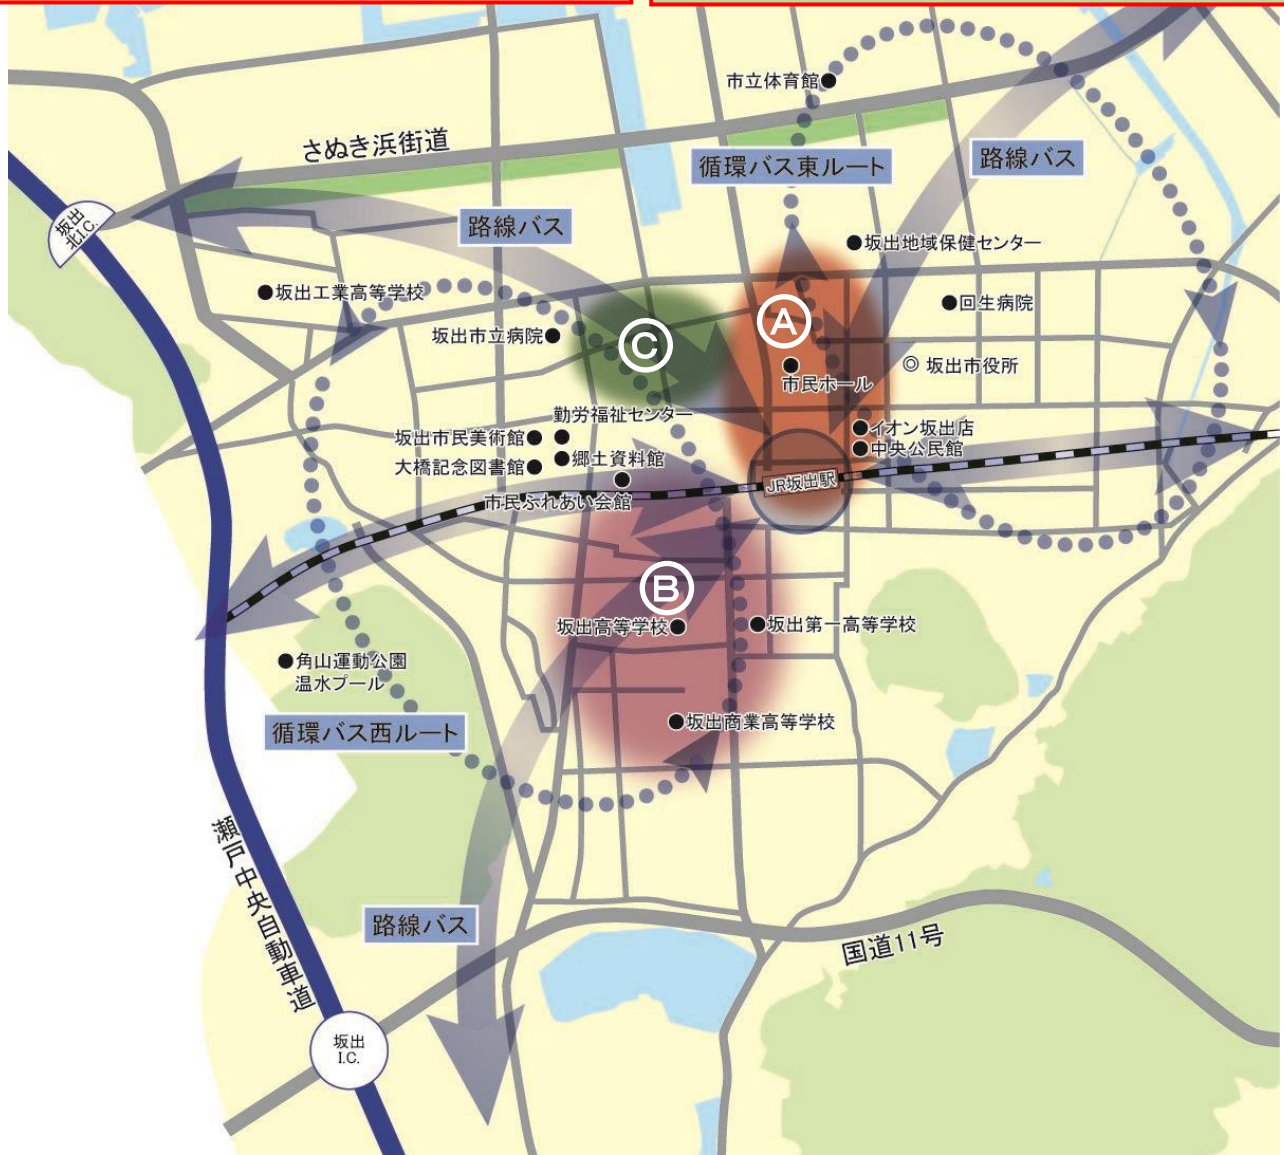 市立体育館
さぬき浜街道
循環バス東ルート
路線バス
坂出
北I.C.
路線バス
坂出地域保健センター
坂出工業高等学校
回生病院
A
坂出市立病院
C
坂出市役所
市民ホール
勤労福祉センター
イオン坂出店
坂出市民美術館
中央公民館
郷土資料館
大橋記念図書館
JR坂出駅
市民ふれあい会館
B
坂出高等学校
坂出第一高等学校
角山運動公園
温水プール
坂出商業高等学校
循環バス西ルート
瀬戸中央自動車道
路線バス
国道11号
坂出
I.C.